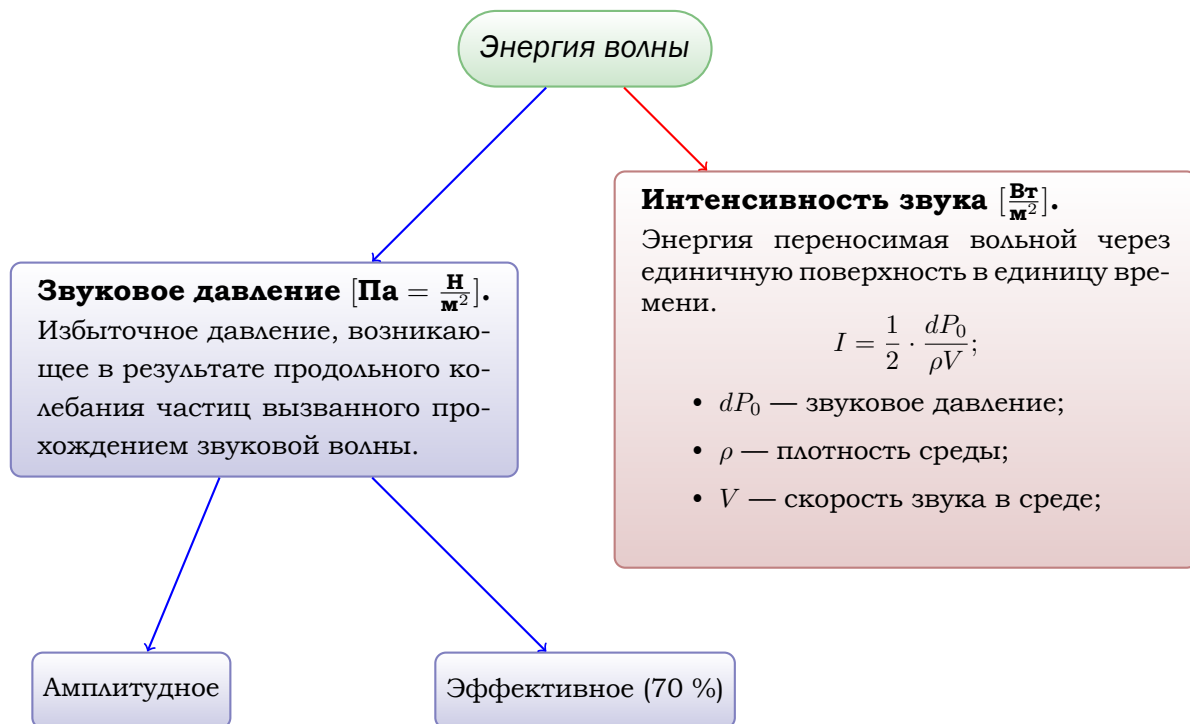 Энергия волны
Интенсивность звука [Вт/м²].
Энергия переносимая вольной через
единичную поверхность в единицу вре-
мени.
I = 1/2 · dP₀/ρV;
• dP₀ — звуковое давление;
• ρ — плотность среды;
• V — скорость звука в среде;
Звуковое давление [Па = Н/м²].
Избыточное давление, возникаю-
щее в результате продольного ко-
лебания частиц вызванного про-
хождением звуковой волны.
Амплитудное
Эффективное (70 %)